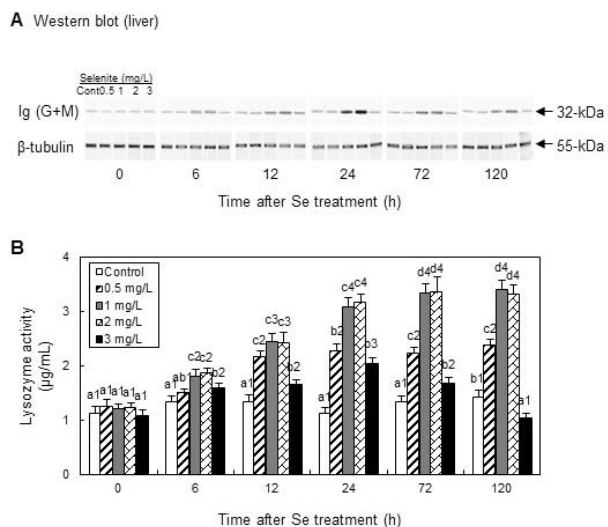 A Western blot (liver)
Selenite (mg/L)
Cont 0.5 1 2 3
Ig (G+M)
32-kDa
β-tubulin
55-kDa
0 6 12 24 72 120
Time after Se treatment (h)
B
4
3
2
1
0
Lysozyme activity
(µg/mL)
Control
0.5 mg/L
1 mg/L
2 mg/L
3 mg/L
a1 a1 a1 a1 a1
a1 ab1 c2 c2 b2
a1 c2 c3 c3 b2
a1 b2 c4 c4 b3
a1 c2 d4 d4 b2
b1 c2 d4 d4 a1
0 6 12 24 72 120
Time after Se treatment (h)